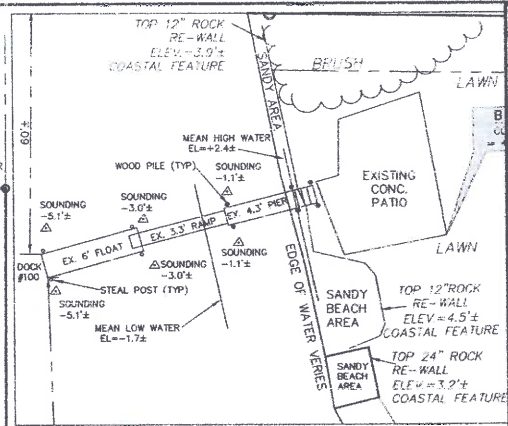 TOP 12" ROCK
RE-WALL
ELEV.=3.9'±
COASTAL FEATURE
SANDY AREA
BRUSH
LAWN
60'±
MEAN HIGH WATER
EL=+2.4±
WOOD PILE (TYP)
SOUNDING
-1.1'±
SOUNDING
-3.0'±
SOUNDING
-5.1'±
EXISTING
CONC.
PATIO
EX. 4.3' PIER
EX. 3.3' RAMP
EX. 6' FLOAT
DOCK
#100
SOUNDING
-1.1'±
SOUNDING
-3.0'±
STEAL POST (TYP)
SOUNDING
-5.1'±
MEAN LOW WATER
EL=-1.7±
EDGE OF WATER VERIES
LAWN
SANDY
BEACH
AREA
TOP 12"ROCK
RE-WALL
ELEV=4.5'±
COASTAL FEATURE
SANDY
BEACH
AREA
TOP 24" ROCK
RE-WALL
ELEV=3.2'±
COASTAL FEATURE